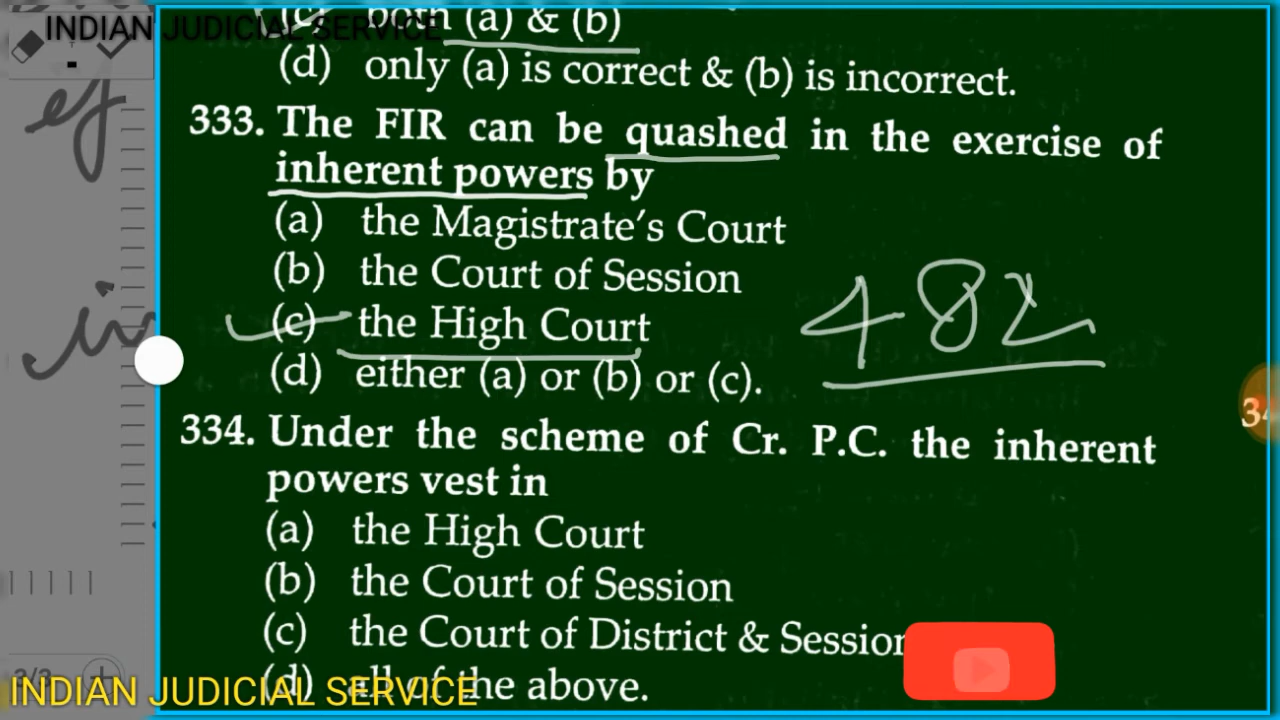 INDIAN JUDICIAL SERVICE
(c) both (a) & (b)
(d) only (a) is correct & (b) is incorrect.
333. The FIR can be quashed in the exercise of
inherent powers by
(a) the Magistrate's Court
(b) the Court of Session
(c) the High Court
482
(d) either (a) or (b) or (c).
334. Under the scheme of Cr. P.C. the inherent
powers vest in
(a) the High Court
(b) the Court of Session
(c) the Court of District & Session
(d) all of the above.
INDIAN JUDICIAL SERVICE